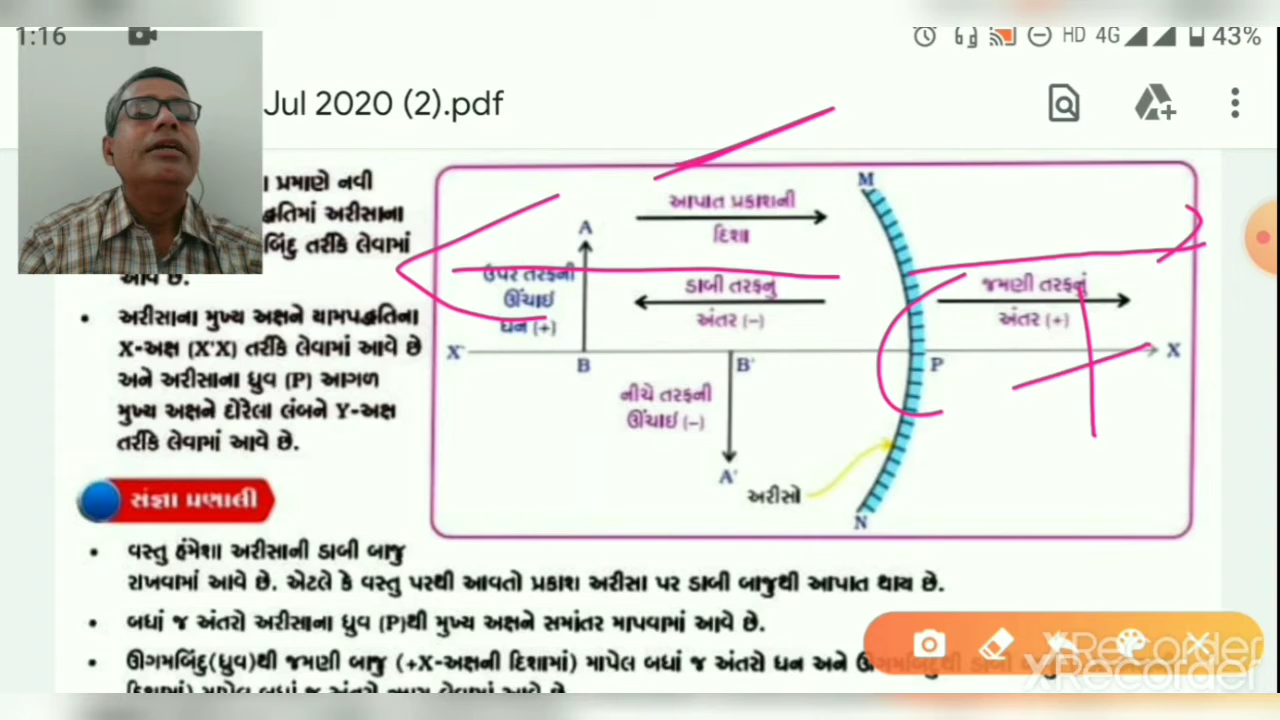 1:16
HD 4G 43%
Jul 2020 (2).pdf
પ્રમાણે નવી
અરીસાના
બિંદુ તરીકે લેવામાં
આવે છે.
• અરીસાના મુખ્ય અક્ષને યામપદ્ધતિના
X-અક્ષ (X'X) તરીકે લેવામાં આવે છે
અને અરીસાના ધ્રુવ (P) આગળ
મુખ્ય અક્ષને દોરેલા લંબને Y-અક્ષ
તરીકે લેવામાં આવે છે.
M
આપાત પ્રકાશની
દિશા
A
ઉપર તરફની
ઊંચાઈ
ધન (+)
ડાબી તરફનું
અંતર (–)
જમણી તરફનું
અંતર (+)
X'
B
B'
P
X
નીચે તરફની
ઊંચાઈ (–)
A'
અરીસો
N
સંજ્ઞા પ્રણાલી
• વસ્તુ હંમેશા અરીસાની ડાબી બાજુ
રાખવામાં આવે છે. એટલે કે વસ્તુ પરથી આવતો પ્રકાશ અરીસા પર ડાબી બાજુથી આપાત થાય છે.
• બધાં જ અંતરો અરીસાના ધ્રુવ (P)થી મુખ્ય અક્ષને સમાંતર માપવામાં આવે છે.
• ઊગમબિંદુ(ધ્રુવ)થી જમણી બાજુ (+X-અક્ષની દિશામાં) માપેલ બધાં જ અંતરો ધન અને
XRecorder
XRecorder